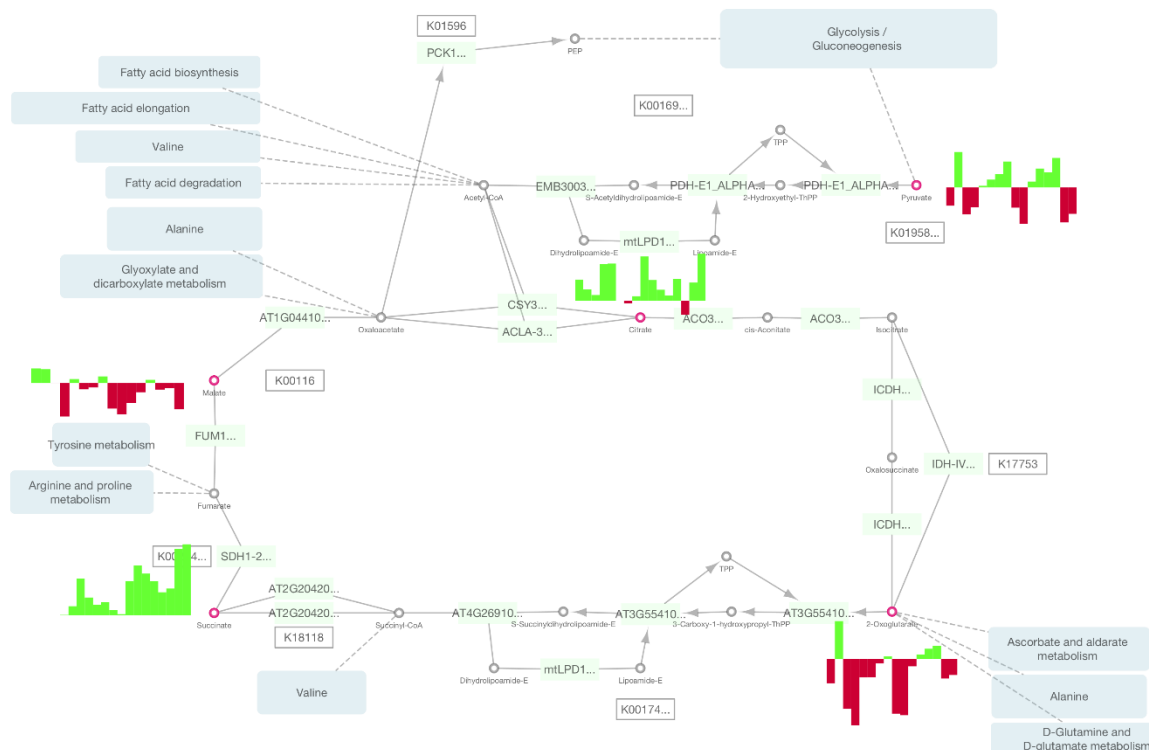 K01596
Glycolysis /
Gluconeogenesis
PCK1...
PEP
Fatty acid biosynthesis
Fatty acid elongation
K00169...
Valine
TPP
Fatty acid degradation
EMB3003...
PDH-E1_ALPHA...
PDH-E1_ALPHA...
Acetyl-CoA
S-Acetyldihydrolipoamide-E
2-Hydroxyethyl-ThPP
Pyruvate
Alanine
K01958...
mtLPD1...
Dihydrolipoamide-E
Lipoamide-E
Glyoxylate and
dicarboxylate metabolism
CSY3...
AT1G04410...
Oxaloacetate
ACLA-3...
Citrate
ACO3...
cis-Aconitate
ACO3...
Isocitrate
K00116
Malate
ICDH...
FUM1...
Tyrosine metabolism
Oxalosuccinate
IDH-IV...
K17753
Arginine and proline
metabolism
Fumarate
ICDH...
SDH1-2...
TPP
AT2G20420...
AT2G20420...
Succinate
Succinyl-CoA
AT4G26910...
S-Succinyldihydrolipoamide-E
AT3G55410...
3-Carboxy-1-hydroxypropyl-ThPP
AT3G55410...
2-Oxoglutarate
K18118
Ascorbate and aldarate
metabolism
mtLPD1...
Dihydrolipoamide-E
Lipoamide-E
Valine
Alanine
K00174...
D-Glutamine and
D-glutamate metabolism